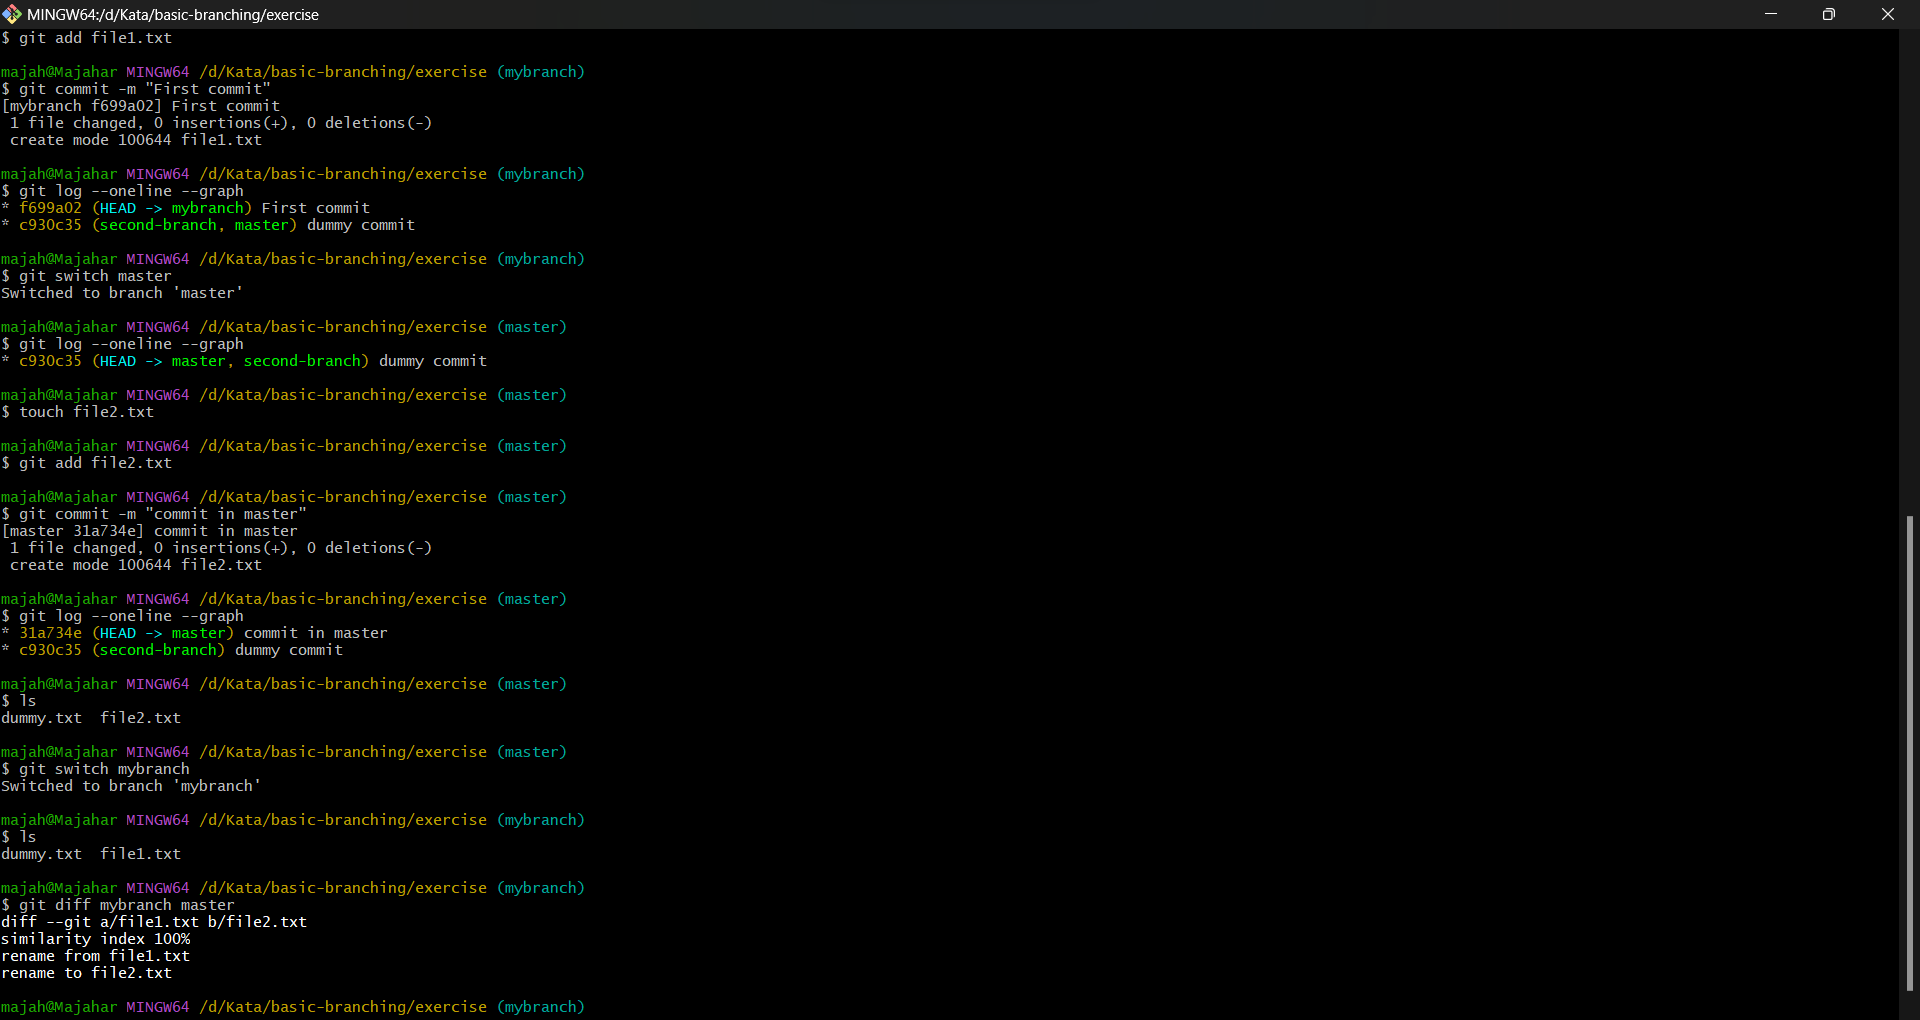 MINGW64:/d/Kata/basic-branching/exercise
$ git add file1.txt
majah@Majahar MINGW64 /d/Kata/basic-branching/exercise (mybranch)
$ git commit -m "First commit"
[mybranch f699a02] First commit
 1 file changed, 0 insertions(+), 0 deletions(-)
 create mode 100644 file1.txt
majah@Majahar MINGW64 /d/Kata/basic-branching/exercise (mybranch)
$ git log --oneline --graph
* f699a02 (HEAD -> mybranch) First commit
* c930c35 (second-branch, master) dummy commit
majah@Majahar MINGW64 /d/Kata/basic-branching/exercise (mybranch)
$ git switch master
Switched to branch 'master'
majah@Majahar MINGW64 /d/Kata/basic-branching/exercise (master)
$ git log --oneline --graph
* c930c35 (HEAD -> master, second-branch) dummy commit
majah@Majahar MINGW64 /d/Kata/basic-branching/exercise (master)
$ touch file2.txt
majah@Majahar MINGW64 /d/Kata/basic-branching/exercise (master)
$ git add file2.txt
majah@Majahar MINGW64 /d/Kata/basic-branching/exercise (master)
$ git commit -m "commit in master"
[master 31a734e] commit in master
 1 file changed, 0 insertions(+), 0 deletions(-)
 create mode 100644 file2.txt
majah@Majahar MINGW64 /d/Kata/basic-branching/exercise (master)
$ git log --oneline --graph
* 31a734e (HEAD -> master) commit in master
* c930c35 (second-branch) dummy commit
majah@Majahar MINGW64 /d/Kata/basic-branching/exercise (master)
$ ls
dummy.txt  file2.txt
majah@Majahar MINGW64 /d/Kata/basic-branching/exercise (master)
$ git switch mybranch
Switched to branch 'mybranch'
majah@Majahar MINGW64 /d/Kata/basic-branching/exercise (mybranch)
$ ls
dummy.txt  file1.txt
majah@Majahar MINGW64 /d/Kata/basic-branching/exercise (mybranch)
$ git diff mybranch master
diff --git a/file1.txt b/file2.txt
similarity index 100%
rename from file1.txt
rename to file2.txt
majah@Majahar MINGW64 /d/Kata/basic-branching/exercise (mybranch)